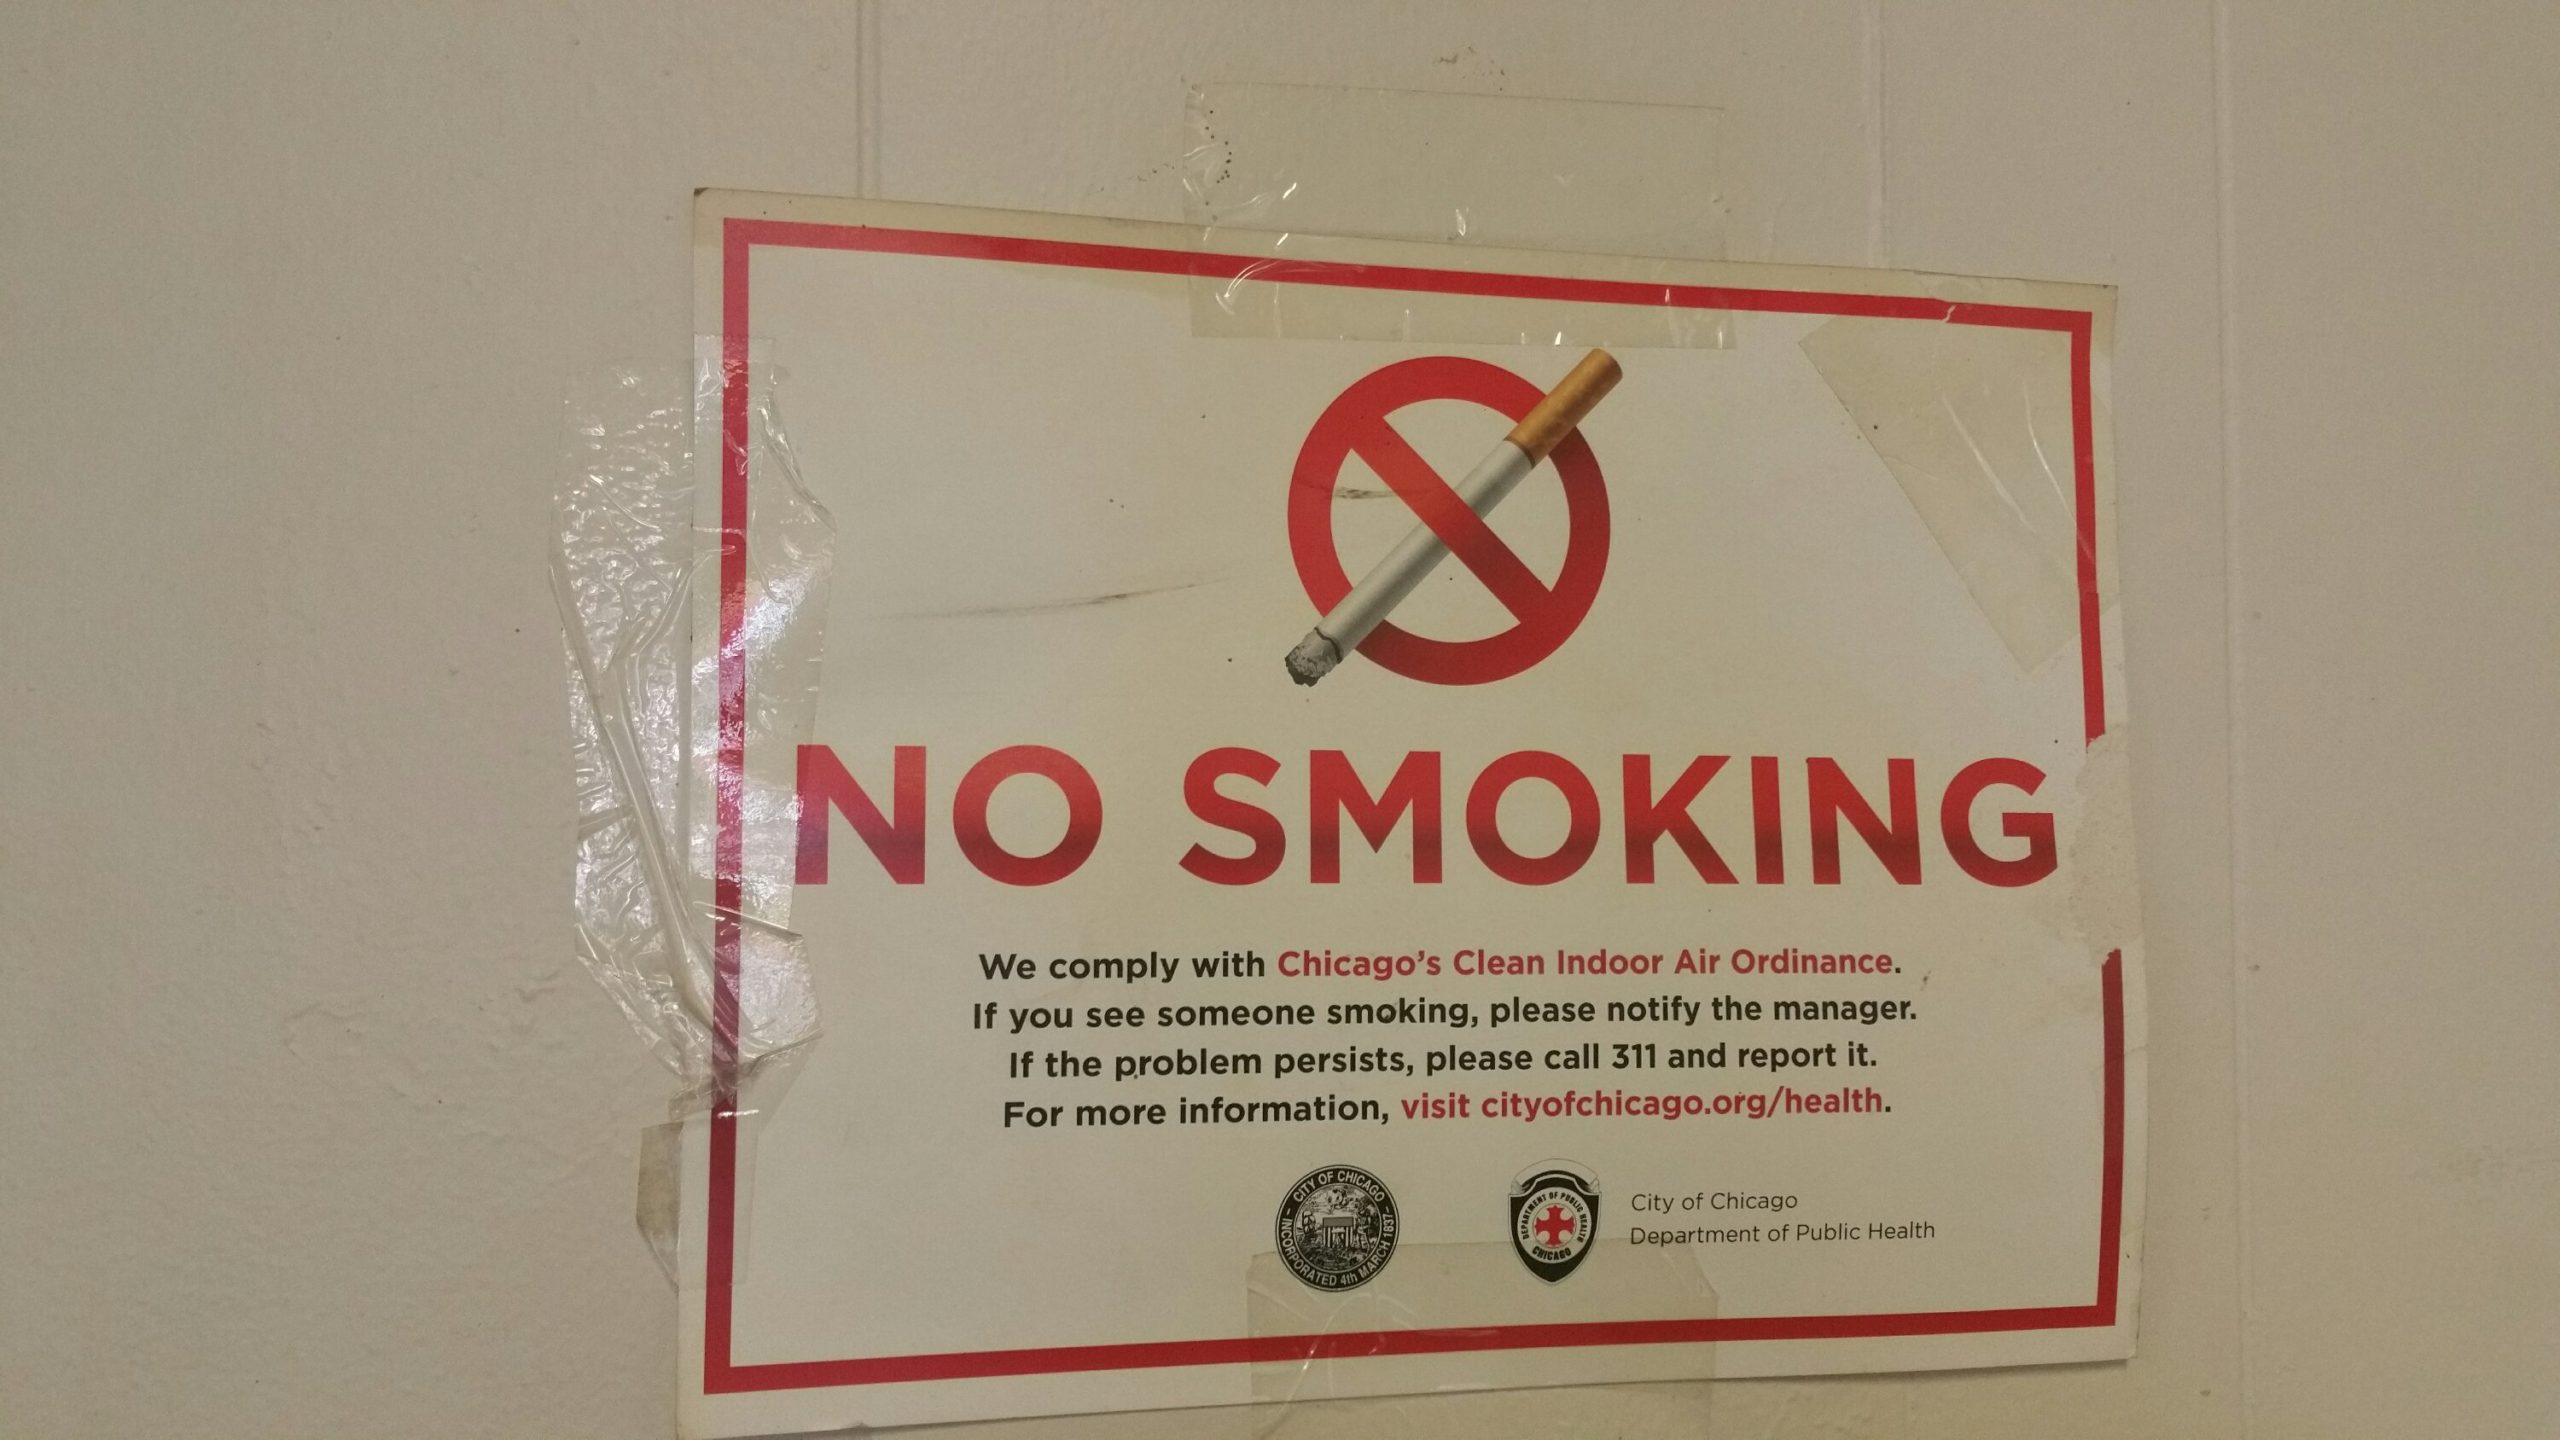 NO SMOKING
We comply with Chicago's Clean Indoor Air Ordinance.
If you see someone smoking, please notify the manager.
If the problem persists, please call 311 and report it.
For more information, visit cityofchicago.org/health.
CITY OF CHICAGO
INCORPORATED 4th MARCH 1837
DEPARTMENT OF PUBLIC HEALTH
CHICAGO
City of Chicago
Department of Public Health